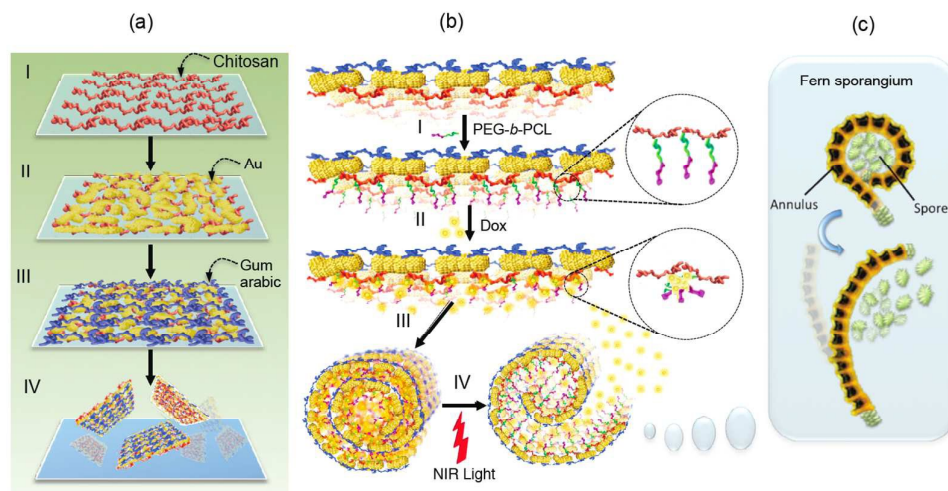 (a)
I
Chitosan
II
Au
III
Gum
arabic
IV
(b)
I
PEG-b-PCL
II
Dox
III
IV
NIR Light
(c)
Fern sporangium
Annulus
Spore